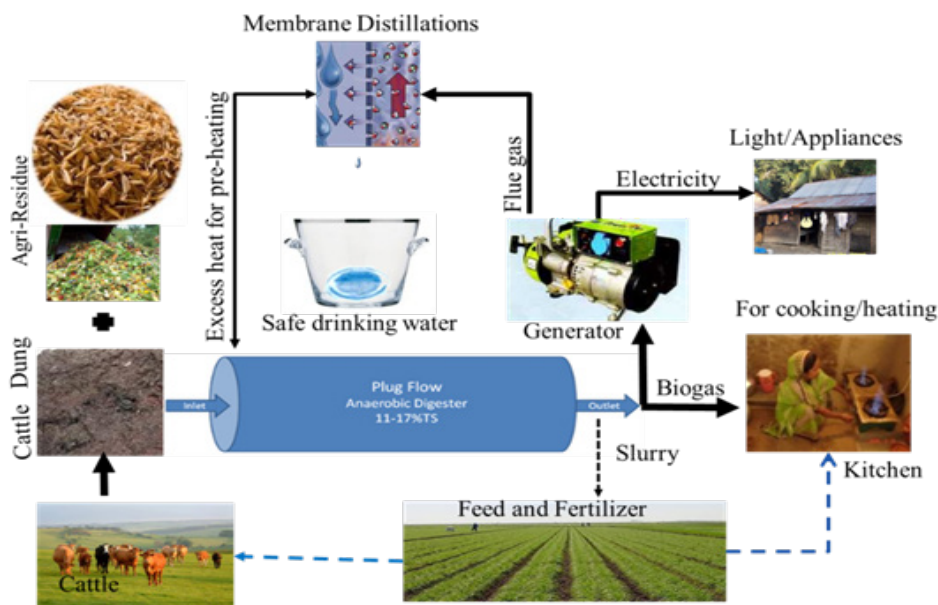 Membrane Distillations
Agri-Residue
Excess heat for pre-heating
Flue gas
Light/Appliances
Electricity
Safe drinking water
Generator
For cooking/heating
Cattle Dung
Inlet
Plug Flow
Anaerobic Digester
11-17%TS
Outlet
Biogas
Slurry
Kitchen
Feed and Fertilizer
Cattle